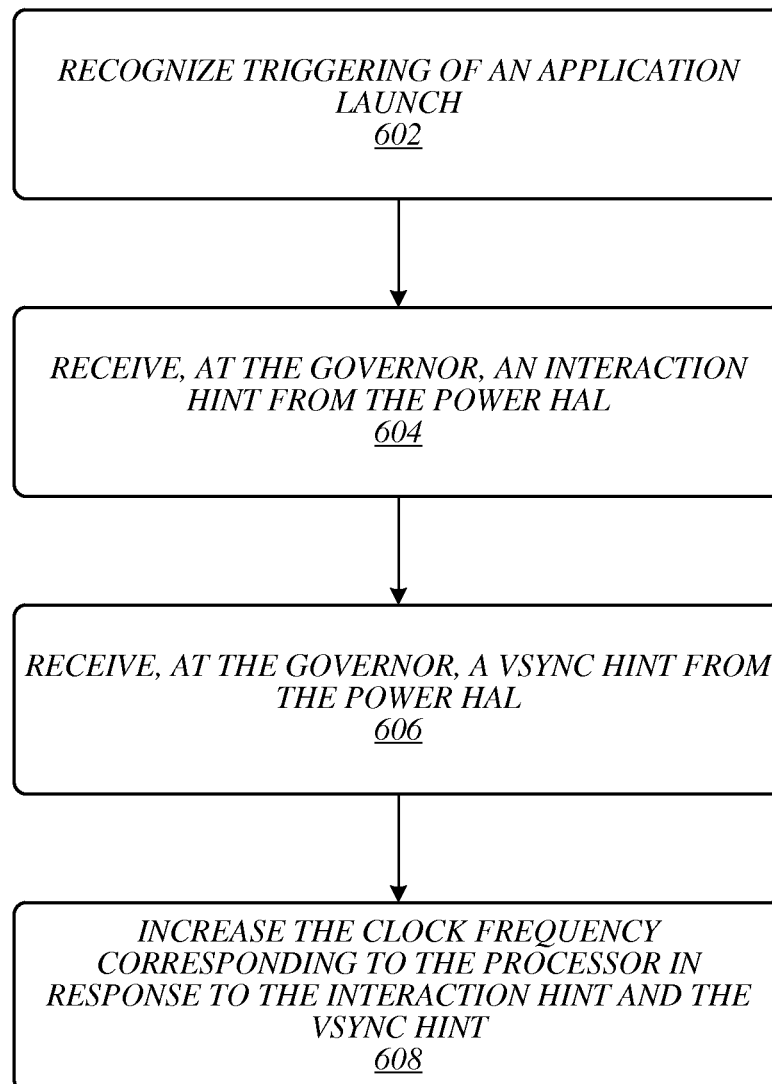 RECOGNIZE TRIGGERING OF AN APPLICATION
LAUNCH
602
RECEIVE, AT THE GOVERNOR, AN INTERACTION
HINT FROM THE POWER HAL
604
RECEIVE, AT THE GOVERNOR, A VSYNC HINT FROM
THE POWER HAL
606
INCREASE THE CLOCK FREQUENCY
CORRESPONDING TO THE PROCESSOR IN
RESPONSE TO THE INTERACTION HINT AND THE
VSYNC HINT
608